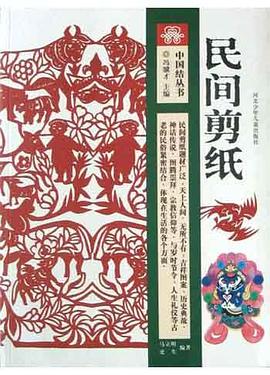 民间剪纸
河北少年儿童出版社
中国结丛书
◎冯骥才 主编
民间剪纸题材广泛，天上人间，无所不有，吉祥图案、历史典故、
神话传说、图腾崇拜、宗教信仰等，与岁时节令、人生礼仪等古
老的民俗紧密结合，体现在生活的各个方面。
编著